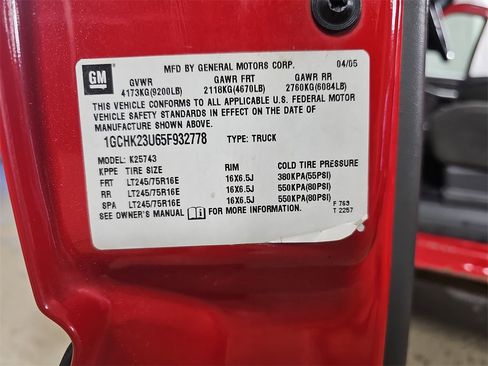 GM
MFD BY GENERAL MOTORS CORP. 04/05
GVWR GAWR FRT GAWR RR
4173KG(9200LB) 2118KG(4670LB) 2760KG(6084LB)
THIS VEHICLE CONFORMS TO ALL APPLICABLE U.S. FEDERAL MOTOR
VEHICLE SAFETY STANDARDS IN EFFECT ON THE DATE OF
MANUFACTURE SHOWN ABOVE.
1GCHK23U65F932778 TYPE: TRUCK
MODEL: K25743
KPPE TIRE SIZE RIM COLD TIRE PRESSURE
FRT LT245/75R16E 16X6.5J 380KPA(55PSI)
RR LT245/75R16E 16X6.5J 550KPA(80PSI)
SPA LT245/75R16E 16X6.5J 550KPA(80PSI)
SEE OWNER'S MANUAL FOR MORE INFORMATION. F 763
T 2257